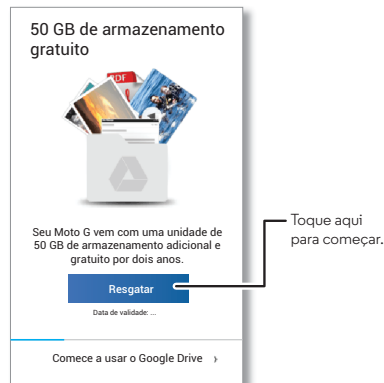 50 GB de armazenamento
gratuito
PDF
Seu Moto G vem com uma unidade de
50 GB de armazenamento adicional e
gratuito por dois anos.
Resgatar
Data de validade: ...
Comece a usar o Google Drive ›
Toque aqui
para começar.